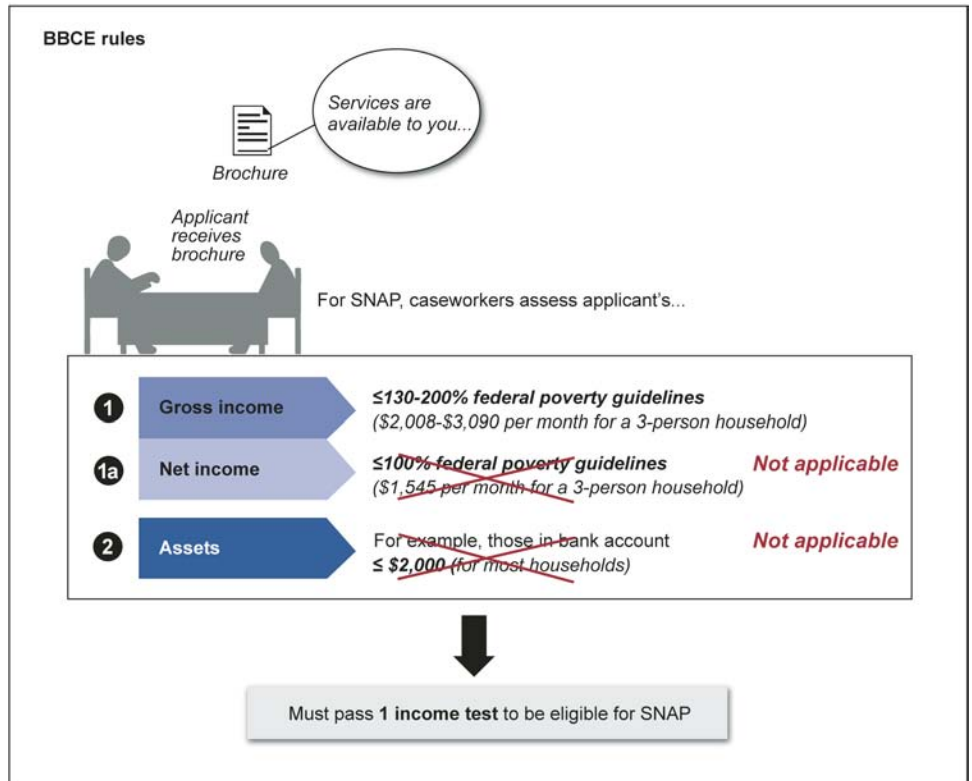 BBCE rules
Services are
available to you...
Brochure
Applicant
receives
brochure
For SNAP, caseworkers assess applicant's...
1
Gross income
≤130-200% federal poverty guidelines
($2,008-$3,090 per month for a 3-person household)
1a
Net income
≤100% federal poverty guidelines
($1,545 per month for a 3-person household)
Not applicable
2
Assets
For example, those in bank account
≤ $2,000 (for most households)
Not applicable
Must pass 1 income test to be eligible for SNAP